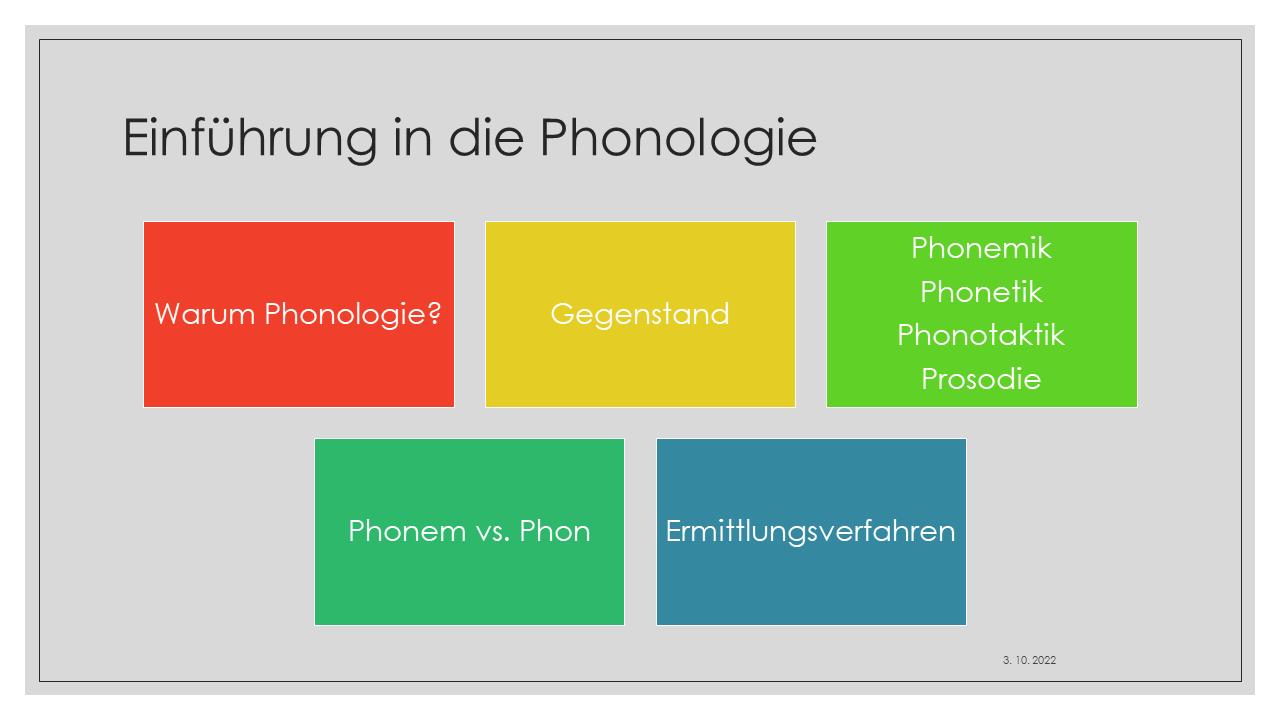 Einführung in die Phonologie
Warum Phonologie?
Gegenstand
Phonemik
Phonetik
Phonotaktik
Prosodie
Phonem vs. Phon
Ermittlungsverfahren
3. 10. 2022